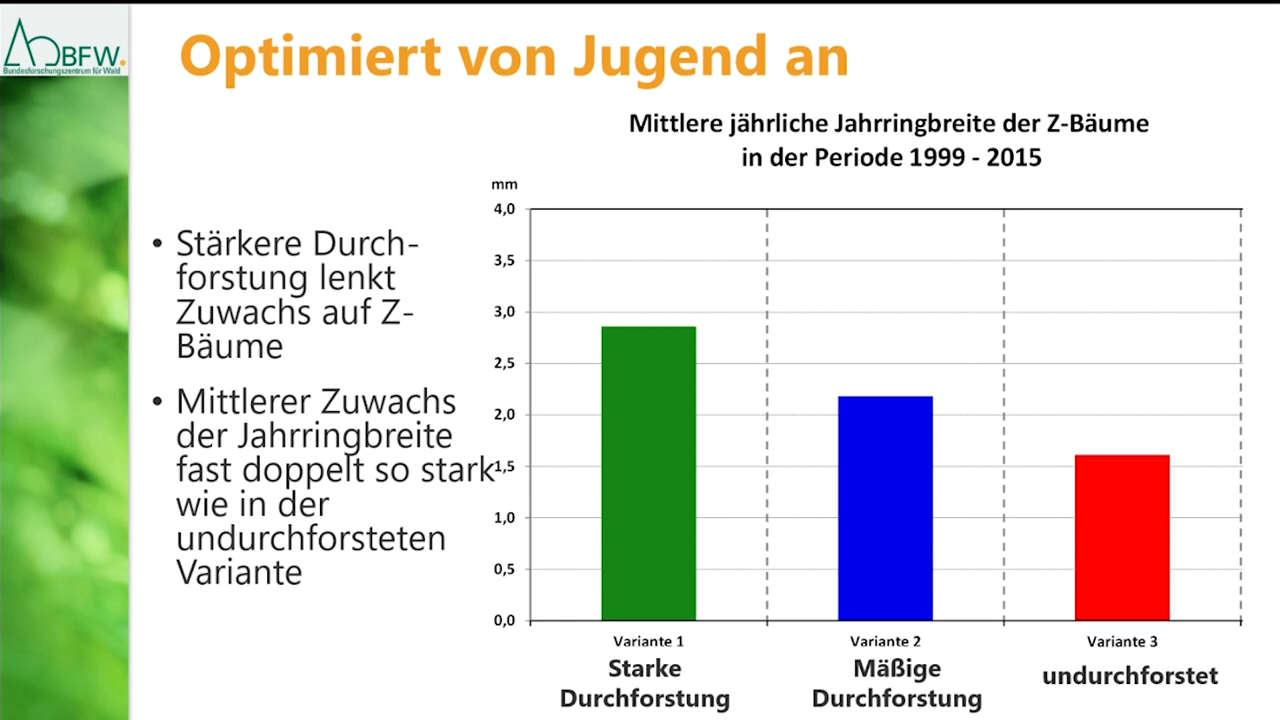 BFW.
Bundesforschungszentrum für Wald
Optimiert von Jugend an
Mittlere jährliche Jahrringbreite der Z-Bäume
in der Periode 1999 - 2015
• Stärkere Durch-
forstung lenkt
Zuwachs auf Z-
Bäume
• Mittlerer Zuwachs
der Jahrringbreite
fast doppelt so stark
wie in der
undurchforsteten
Variante
mm
4,0
3,5
3,0
2,5
2,0
1,5
1,0
0,5
0,0
Variante 1
Variante 2
Variante 3
Starke
Durchforstung
Mäßige
Durchforstung
undurchforstet